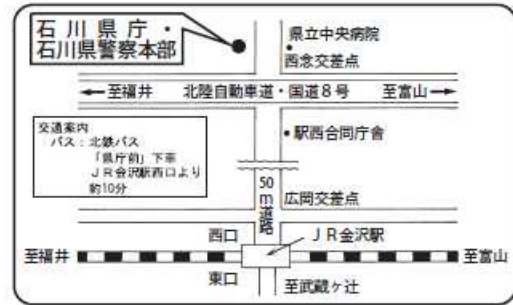 石川県庁・
石川県警察本部
県立中央病院
西念交差点
←至福井 北陸自動車道・国道8号 至富山→
交通案内
バス：北鉄バス
「県庁前」下車
ＪＲ金沢駅西口より
約10分
駅西合同庁舎
50m道路
広岡交差点
西口
ＪＲ金沢駅
至福井
至富山
東口
至武蔵ヶ辻